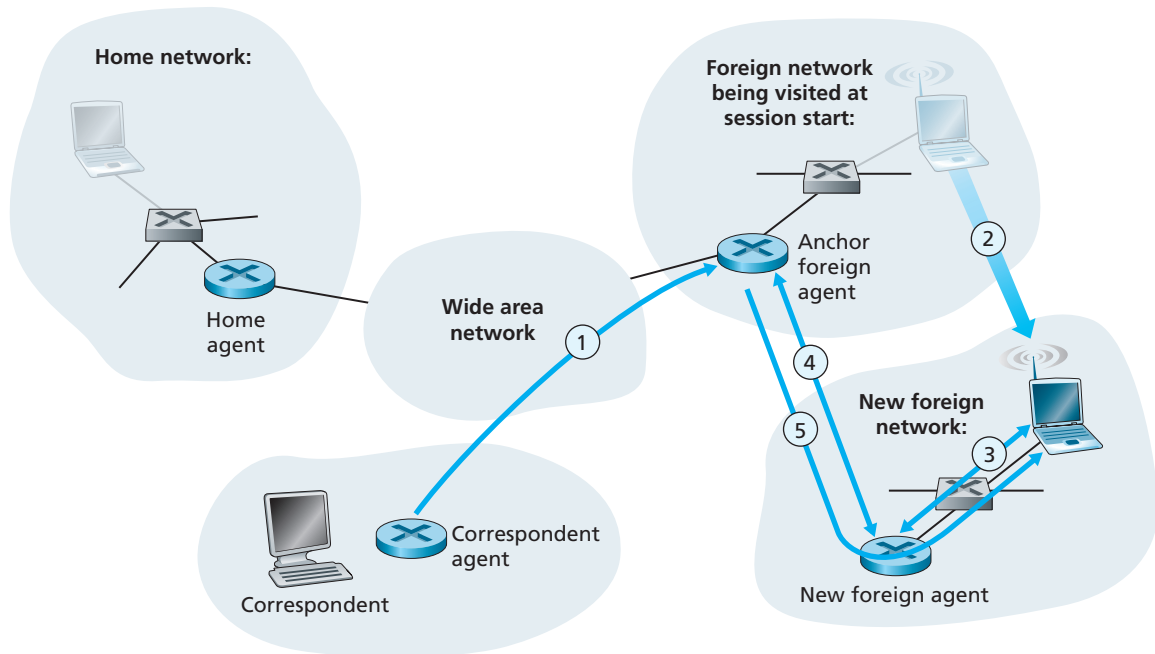 Home network:
Home
agent
Wide area
network
1
Foreign network
being visited at
session start:
Anchor
foreign
agent
2
4
5
New foreign
network:
3
New foreign agent
Correspondent
agent
Correspondent